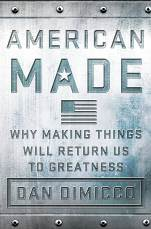 AMERICAN
MADE
WHY MAKING THINGS
WILL RETURN US
TO GREATNESS
DAN DIMICCO